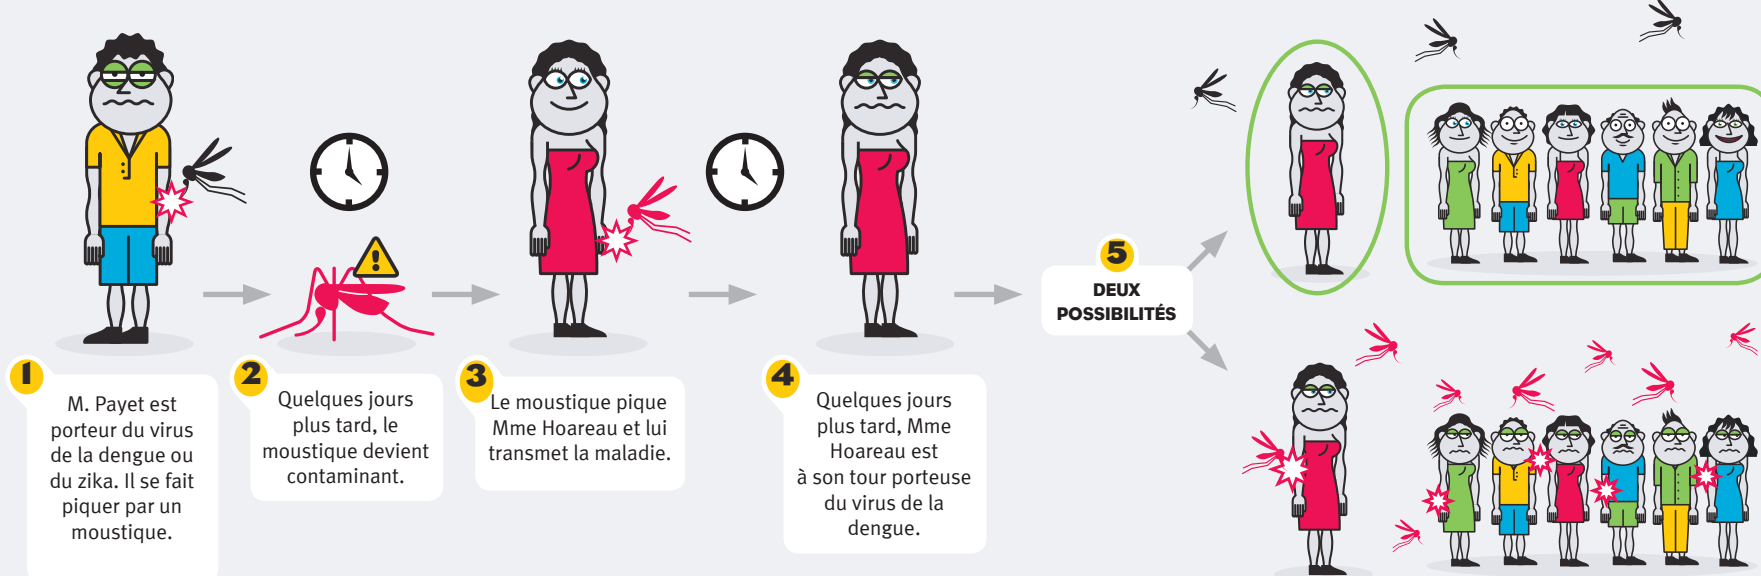 1
M. Payet est
porteur du virus
de la dengue ou
du zika. Il se fait
piquer par un
moustique.
2
Quelques jours
plus tard, le
moustique devient
contaminant.
3
Le moustique pique
Mme Hoareau et lui
transmet la maladie.
4
Quelques jours
plus tard, Mme
Hoareau est
à son tour porteuse
du virus de la
dengue.
5
DEUX
POSSIBILITÉS